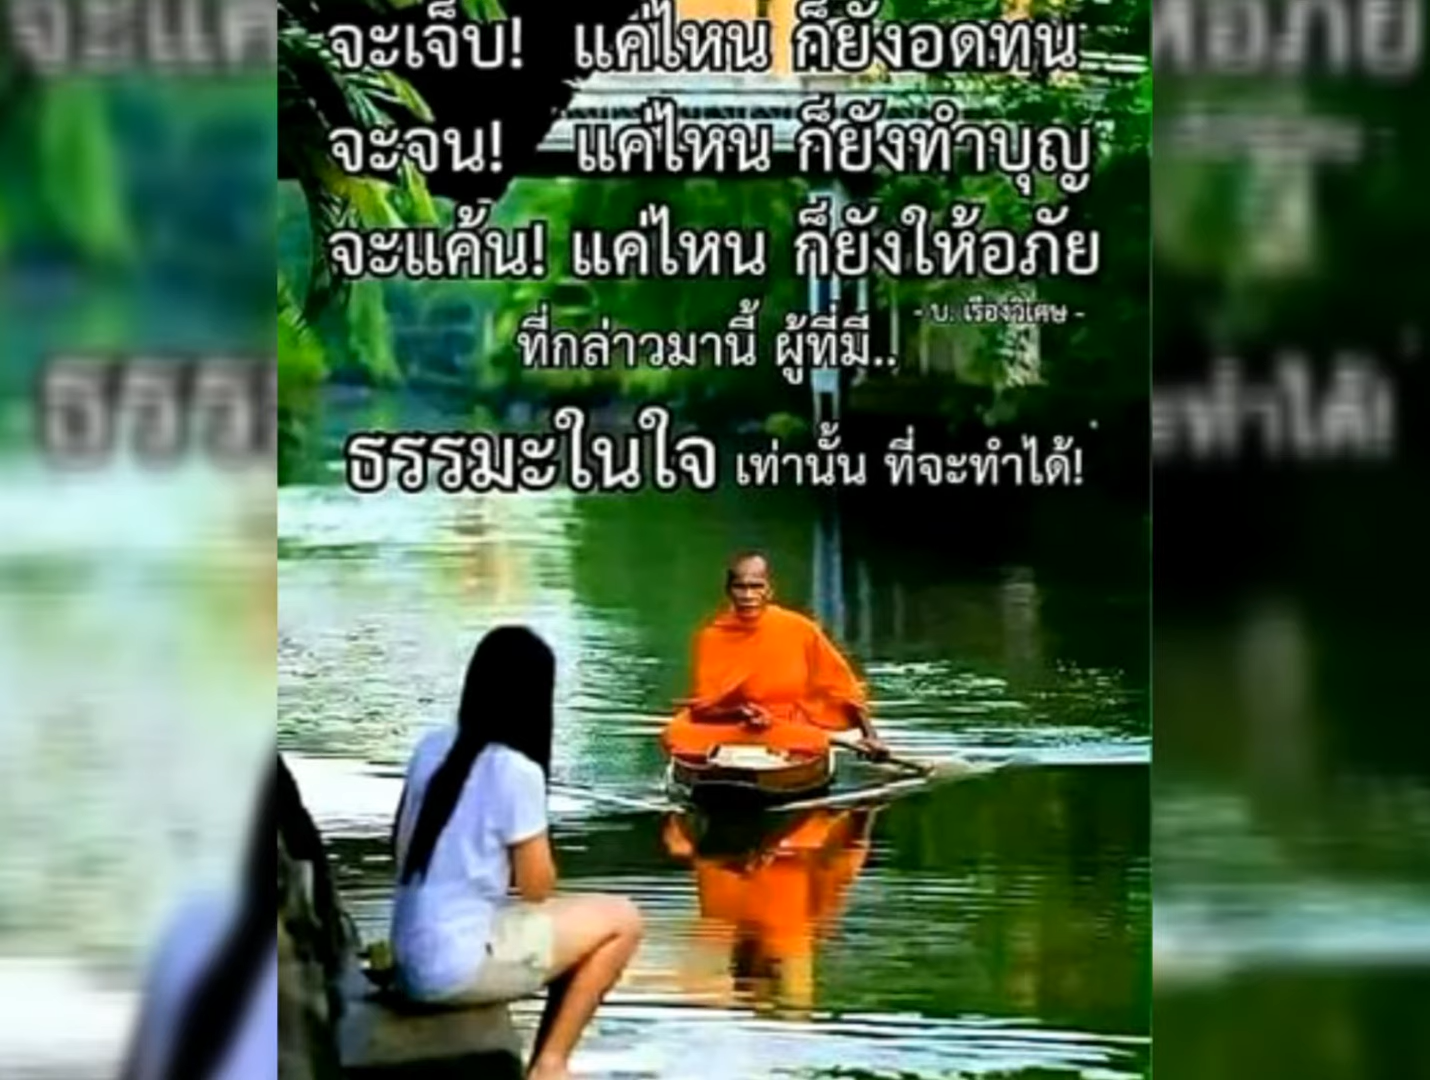 จะเจ็บ! แค่ไหน ก็ยังอดทน
จะจน! แค่ไหน ก็ยังทำบุญ
จะแค้น! แค่ไหน ก็ยังให้อภัย
- บ. เรืองวิเศษ -
ที่กล่าวมานี้ ผู้ที่มี..
ธรรมะในใจ เท่านั้น ที่จะทำได้!